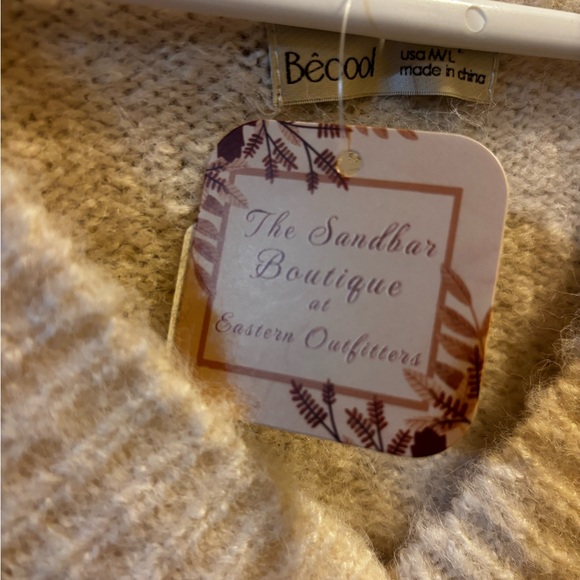 Bêcool
usa M/L
made in china
The Sandbar
Boutique
at
Eastern Outfitters